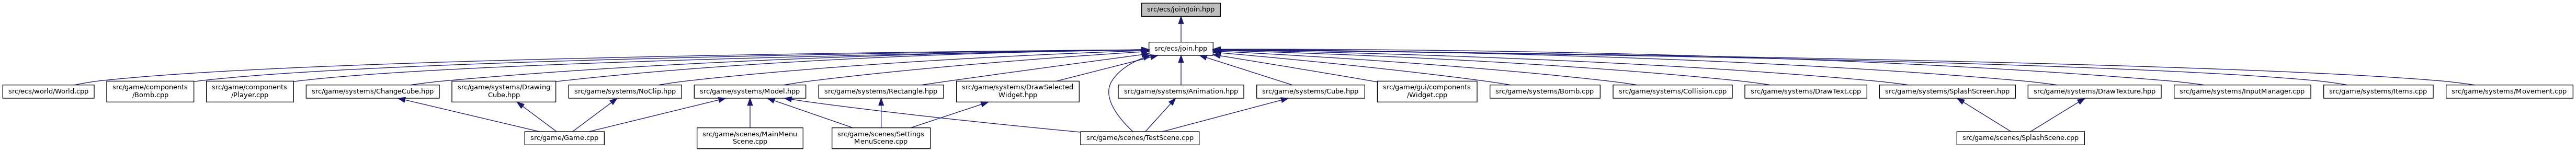 src/ecs/join/Join.hpp
src/ecs/join.hpp
src/ecs/world/World.cpp
src/game/components
/Bomb.cpp
src/game/components
/Player.cpp
src/game/systems/ChangeCube.hpp
src/game/systems/Drawing
Cube.hpp
src/game/systems/NoClip.hpp
src/game/systems/Model.hpp
src/game/systems/Rectangle.hpp
src/game/systems/DrawSelected
Widget.hpp
src/game/systems/Animation.hpp
src/game/systems/Cube.hpp
src/game/gui/components
/Widget.cpp
src/game/systems/Bomb.cpp
src/game/systems/Collision.cpp
src/game/systems/DrawText.cpp
src/game/systems/SplashScreen.hpp
src/game/systems/DrawTexture.hpp
src/game/systems/InputManager.cpp
src/game/systems/Items.cpp
src/game/systems/Movement.cpp
src/game/Game.cpp
src/game/scenes/MainMenu
Scene.cpp
src/game/scenes/Settings
MenuScene.cpp
src/game/scenes/TestScene.cpp
src/game/scenes/SplashScene.cpp